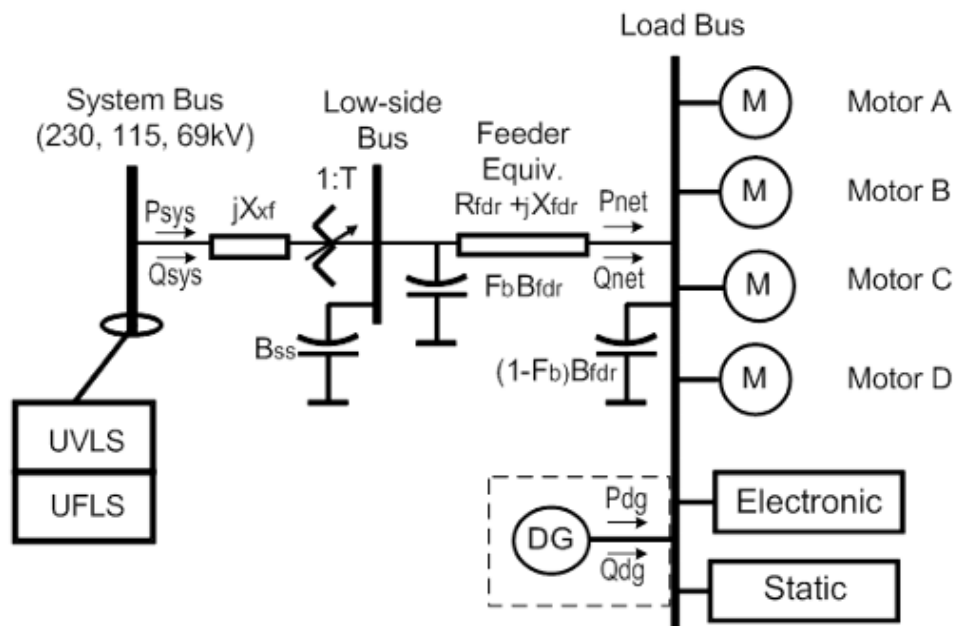 Load Bus
System Bus
(230, 115, 69kV)
Low-side
Bus
Feeder
Equiv.
Rfdr +jXfdr
1:T
jXxf
Psys
Qsys
Pnet
Qnet
FbBfdr
Bss
(1-Fb)Bfdr
M
Motor A
M
Motor B
M
Motor C
M
Motor D
UVLS
UFLS
DG
Pdg
Qdg
Electronic
Static